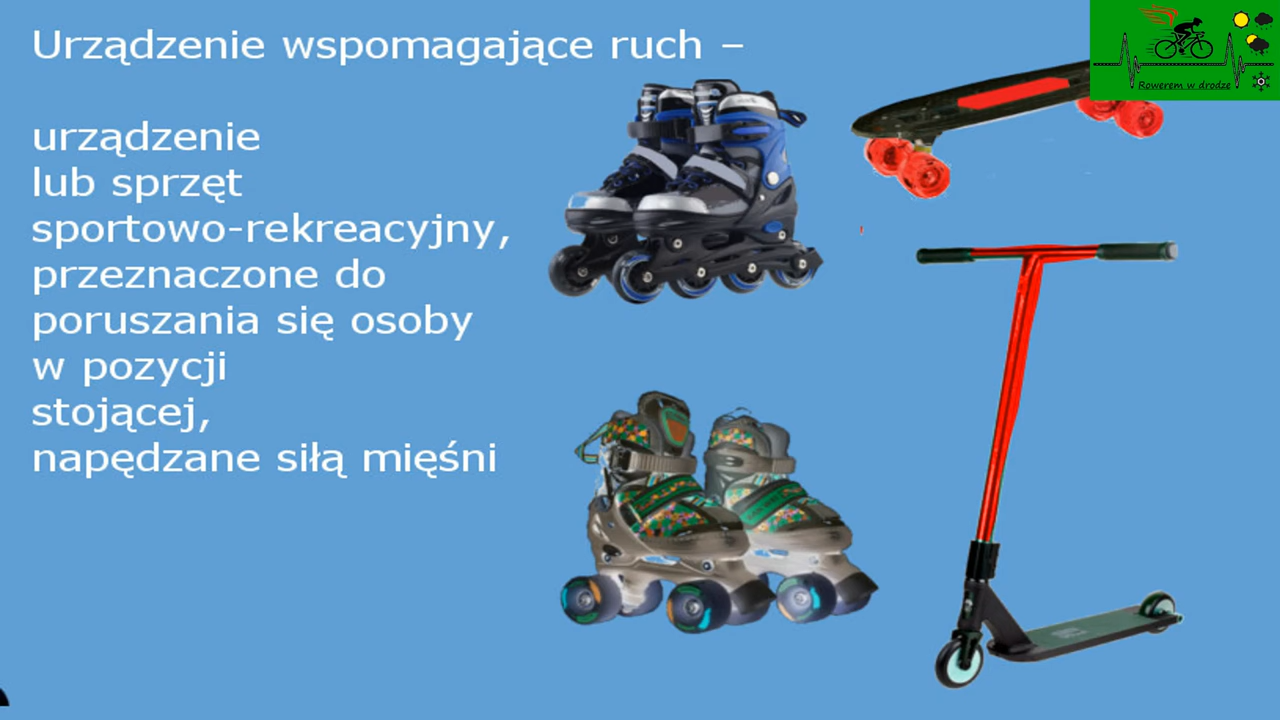 Urządzenie wspomagające ruch –
urządzenie
lub sprzęt
sportowo-rekreacyjny,
przeznaczone do
poruszania się osoby
w pozycji
stojącej,
napędzane siłą mięśni
Rowerem w drodze